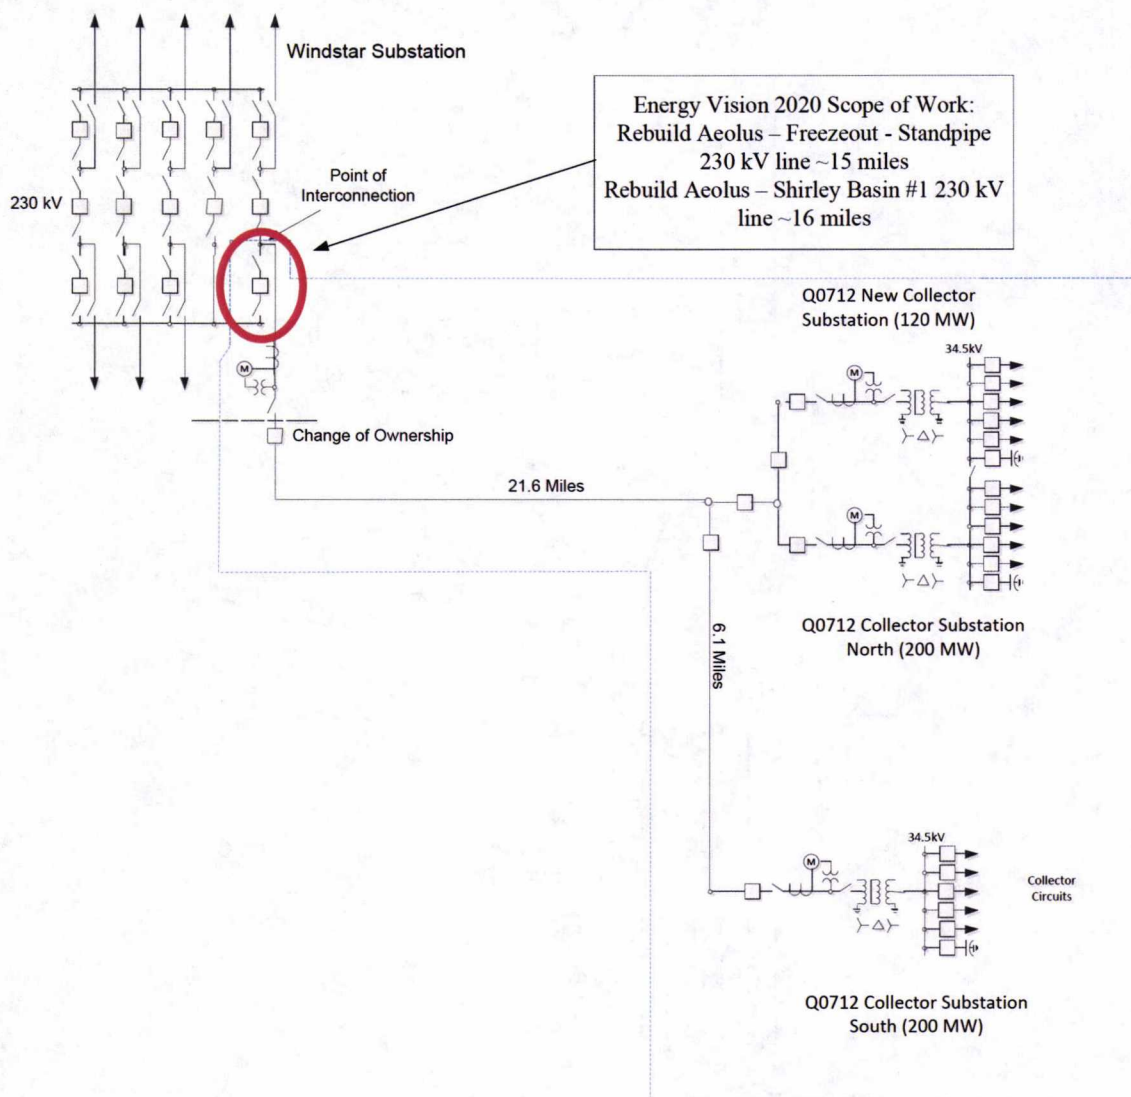 Windstar Substation
Energy Vision 2020 Scope of Work:
Rebuild Aeolus – Freezeout - Standpipe
230 kV line ~15 miles
Rebuild Aeolus – Shirley Basin #1 230 kV
line ~16 miles
Point of
Interconnection
230 kV
Q0712 New Collector
Substation (120 MW)
34.5kV
M
M
Change of Ownership
21.6 Miles
M
Q0712 Collector Substation
North (200 MW)
6.1 Miles
34.5kV
M
Collector
Circuits
Q0712 Collector Substation
South (200 MW)